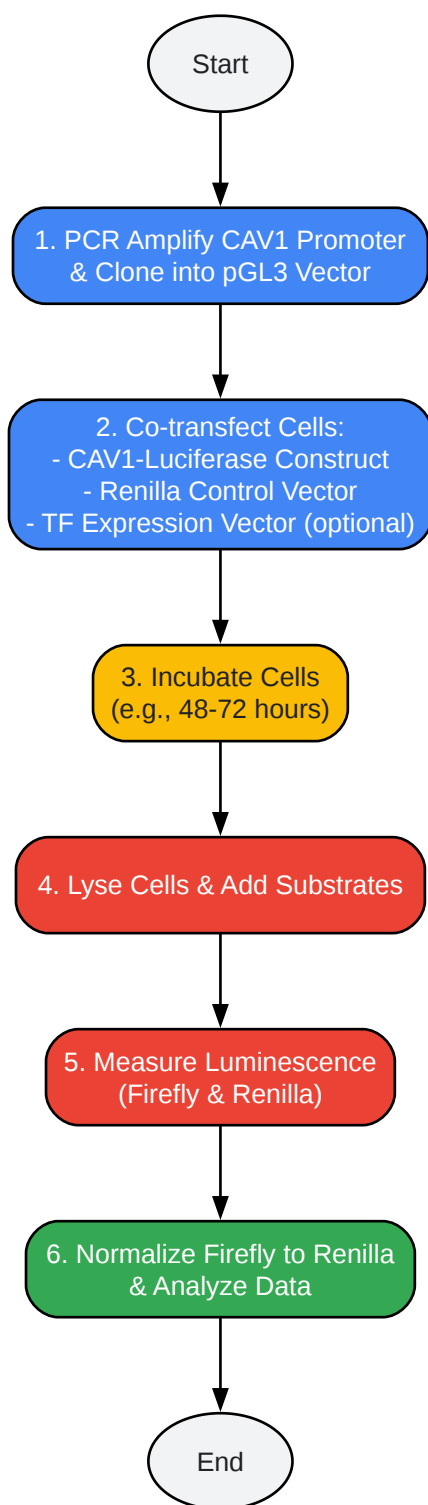 Start
1. PCR Amplify CAV1 Promoter
& Clone into pGL3 Vector
2. Co-transfect Cells:
- CAV1-Luciferase Construct
- Renilla Control Vector
- TF Expression Vector (optional)
3. Incubate Cells
(e.g., 48-72 hours)
4. Lyse Cells & Add Substrates
5. Measure Luminescence
(Firefly & Renilla)
6. Normalize Firefly to Renilla
& Analyze Data
End